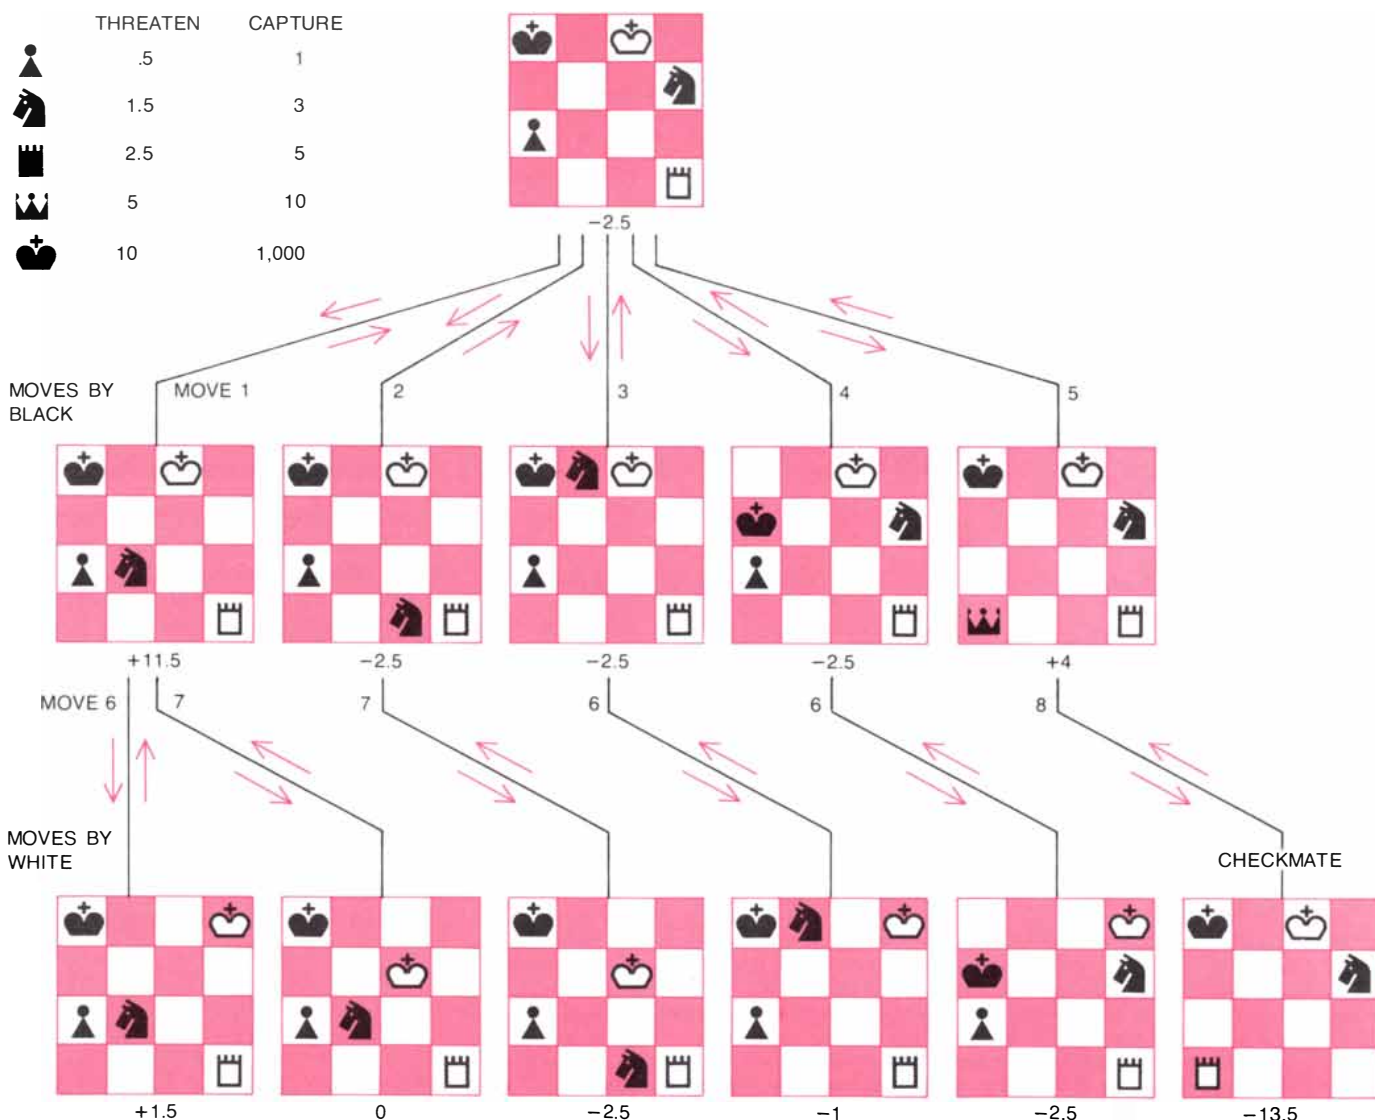 THREATEN CAPTURE
.5 1
1.5 3
2.5 5
5 10
10 1,000
−2.5
MOVES BY
BLACK
MOVE 1 2 3 4 5
+11.5 −2.5 −2.5 −2.5 +4
MOVE 6 7 7 6 6 8
MOVES BY
WHITE
CHECKMATE
+1.5 0 −2.5 −1 −2.5 −13.5